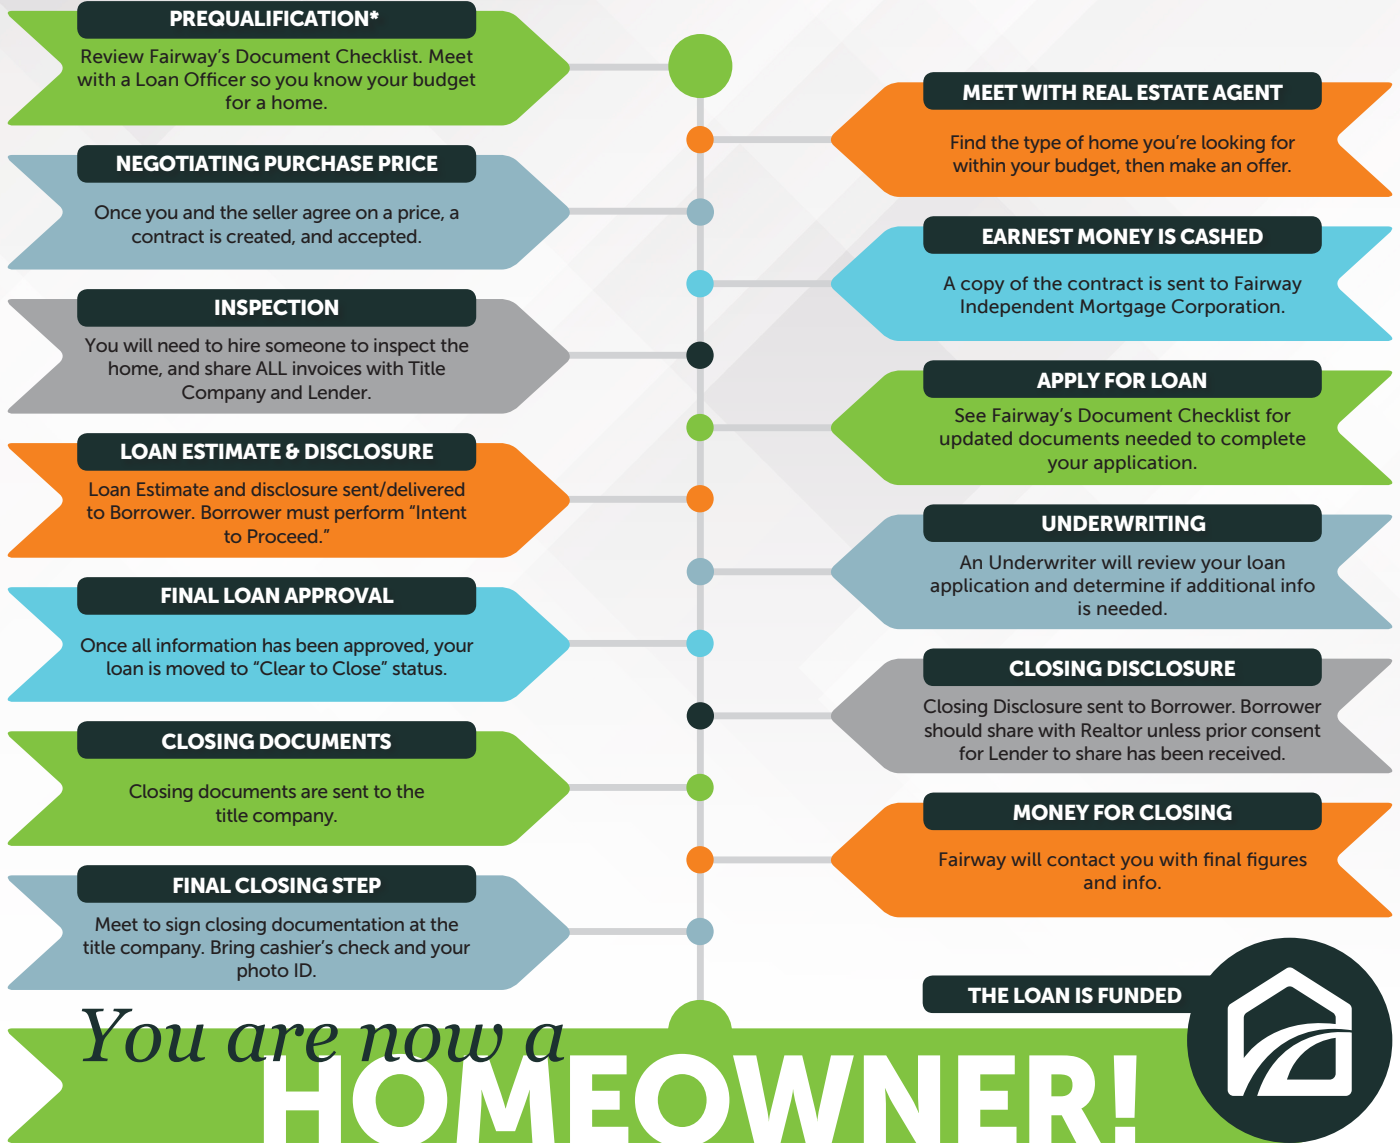 PREQUALIFICATION*
Review Fairway’s Document Checklist. Meet
with a Loan Officer so you know your budget
for a home.
MEET WITH REAL ESTATE AGENT
Find the type of home you’re looking for
within your budget, then make an offer.
NEGOTIATING PURCHASE PRICE
Once you and the seller agree on a price, a
contract is created, and accepted.
EARNEST MONEY IS CASHED
A copy of the contract is sent to Fairway
Independent Mortgage Corporation.
INSPECTION
You will need to hire someone to inspect the
home, and share ALL invoices with Title
Company and Lender.
APPLY FOR LOAN
See Fairway’s Document Checklist for
updated documents needed to complete
your application.
LOAN ESTIMATE & DISCLOSURE
Loan Estimate and disclosure sent/delivered
to Borrower. Borrower must perform “Intent
to Proceed.”
UNDERWRITING
An Underwriter will review your loan
application and determine if additional info
is needed.
FINAL LOAN APPROVAL
Once all information has been approved, your
loan is moved to “Clear to Close” status.
CLOSING DISCLOSURE
Closing Disclosure sent to Borrower. Borrower
should share with Realtor unless prior consent
for Lender to share has been received.
CLOSING DOCUMENTS
Closing documents are sent to the
title company.
MONEY FOR CLOSING
Fairway will contact you with final figures
and info.
FINAL CLOSING STEP
Meet to sign closing documentation at the
title company. Bring cashier’s check and your
photo ID.
THE LOAN IS FUNDED
You are now a
HOMEOWNER!